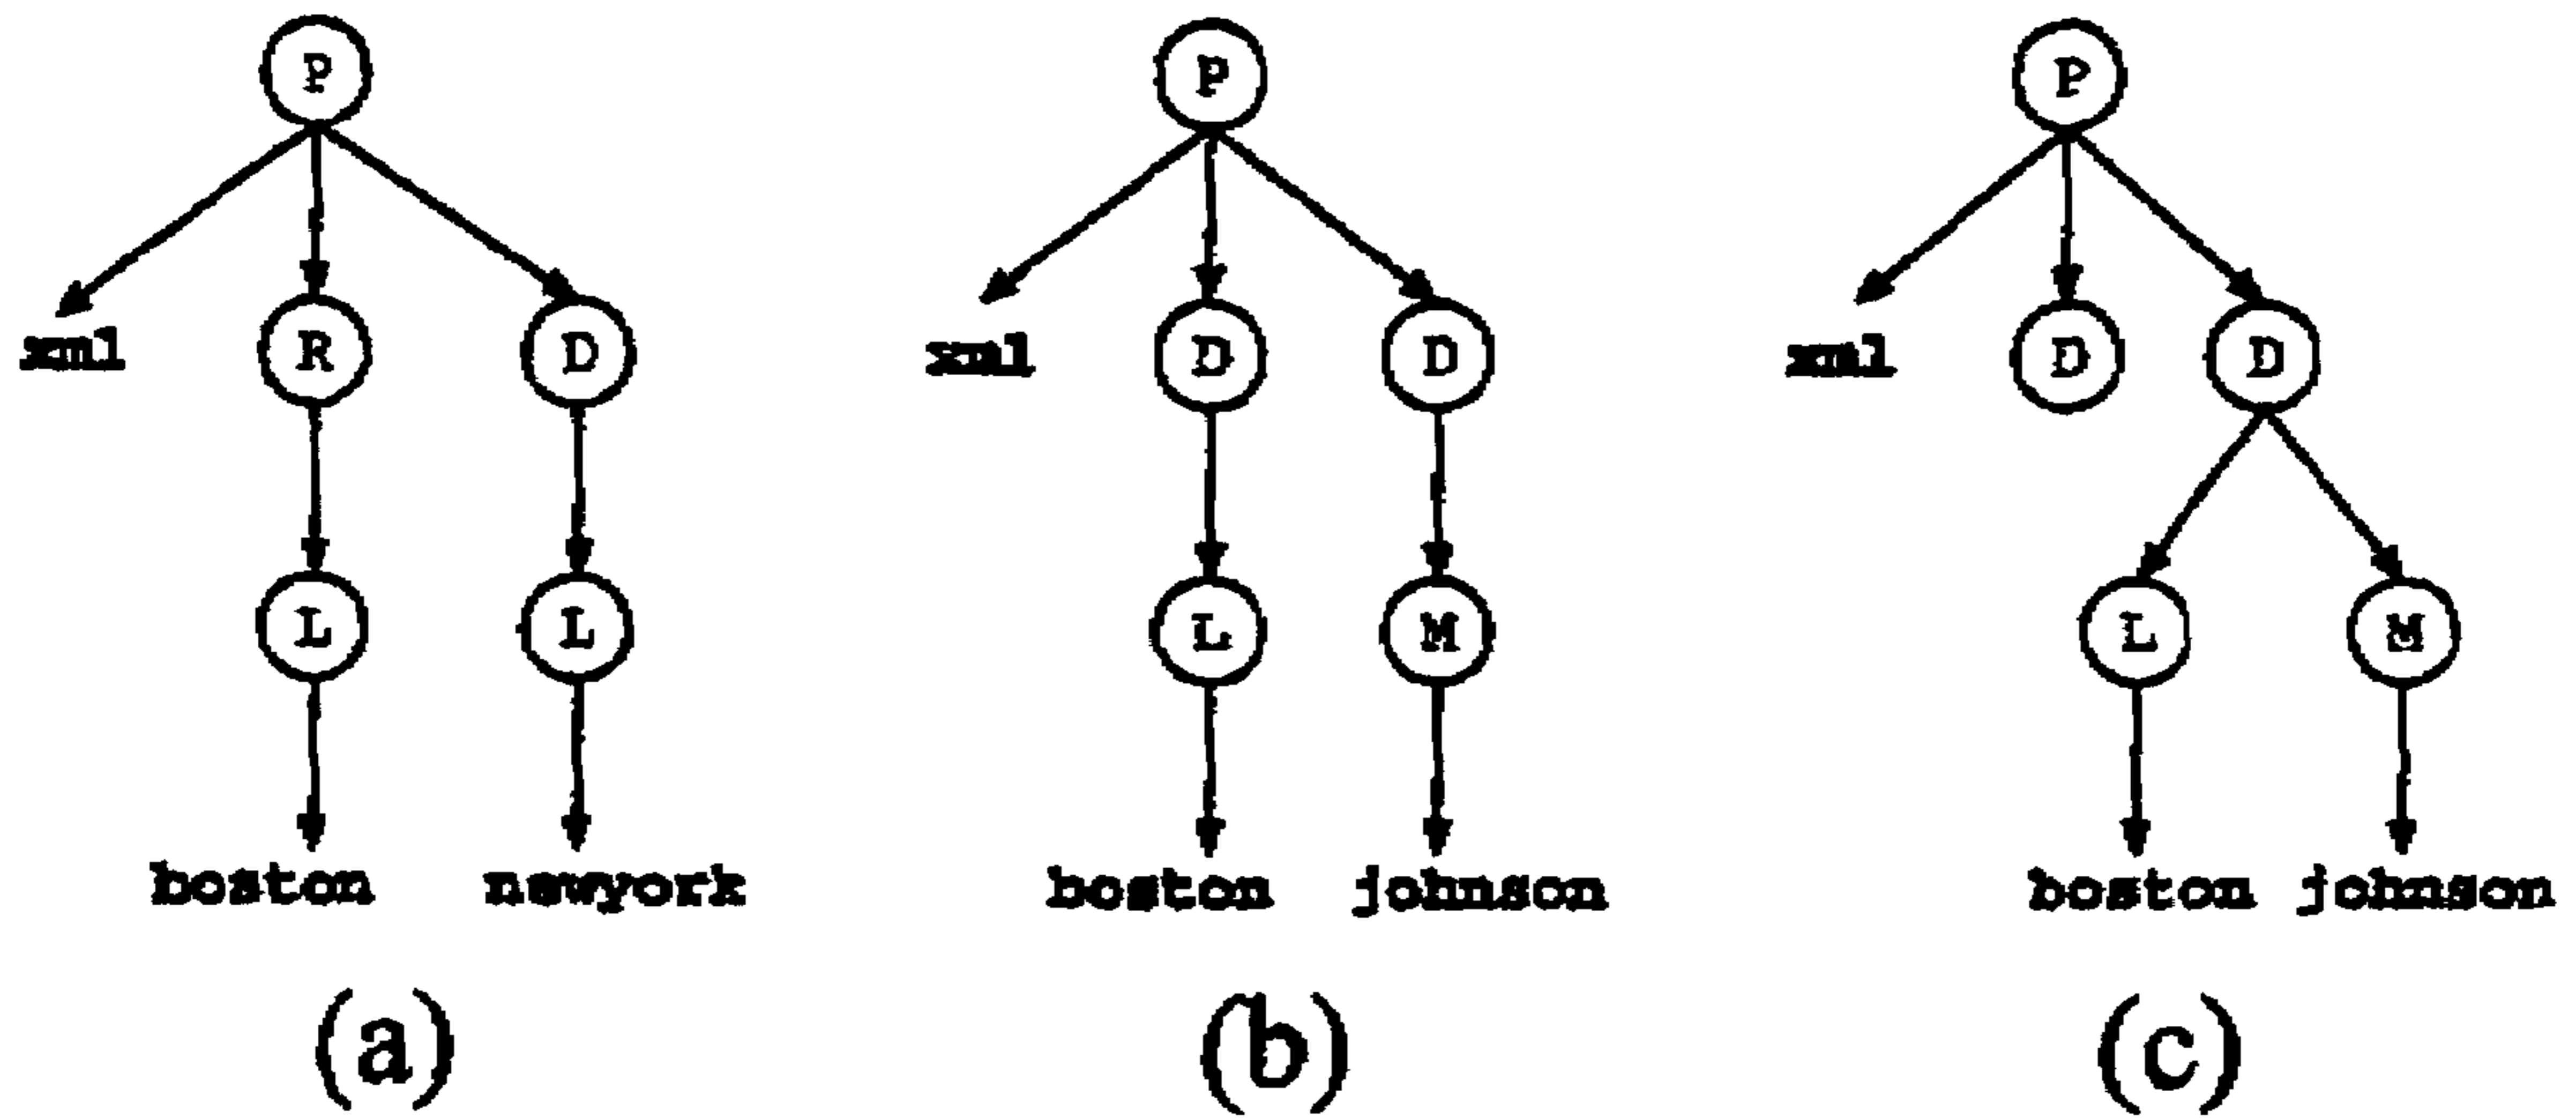 P P P
xml R D xml D D xml D D
L L L M L M
boston newyork boston johnson boston johnson
(a) (b) (c)